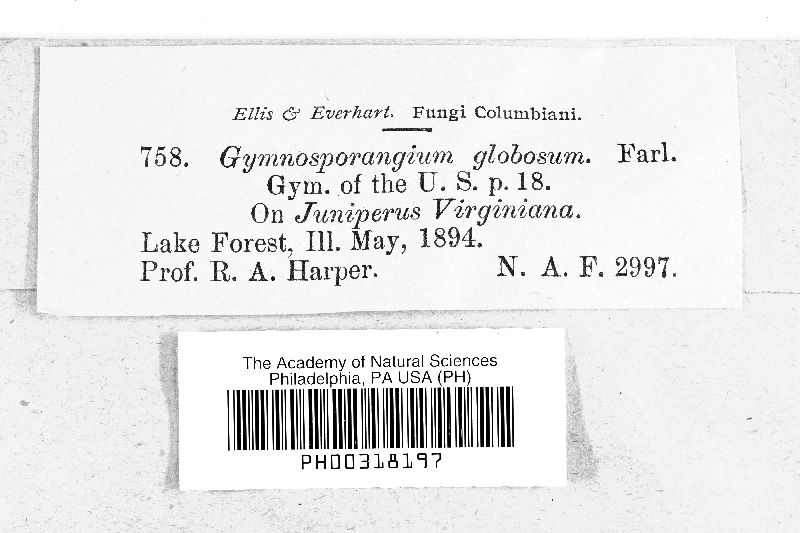 Ellis & Everhart. Fungi Columbiani.
758. Gymnosporangium globosum. Farl.
Gym. of the U. S. p. 18.
On Juniperus Virginiana.
Lake Forest, Ill. May, 1894.
Prof. R. A. Harper. N. A. F. 2997.
The Academy of Natural Sciences
Philadelphia, PA USA (PH)
PH00318197